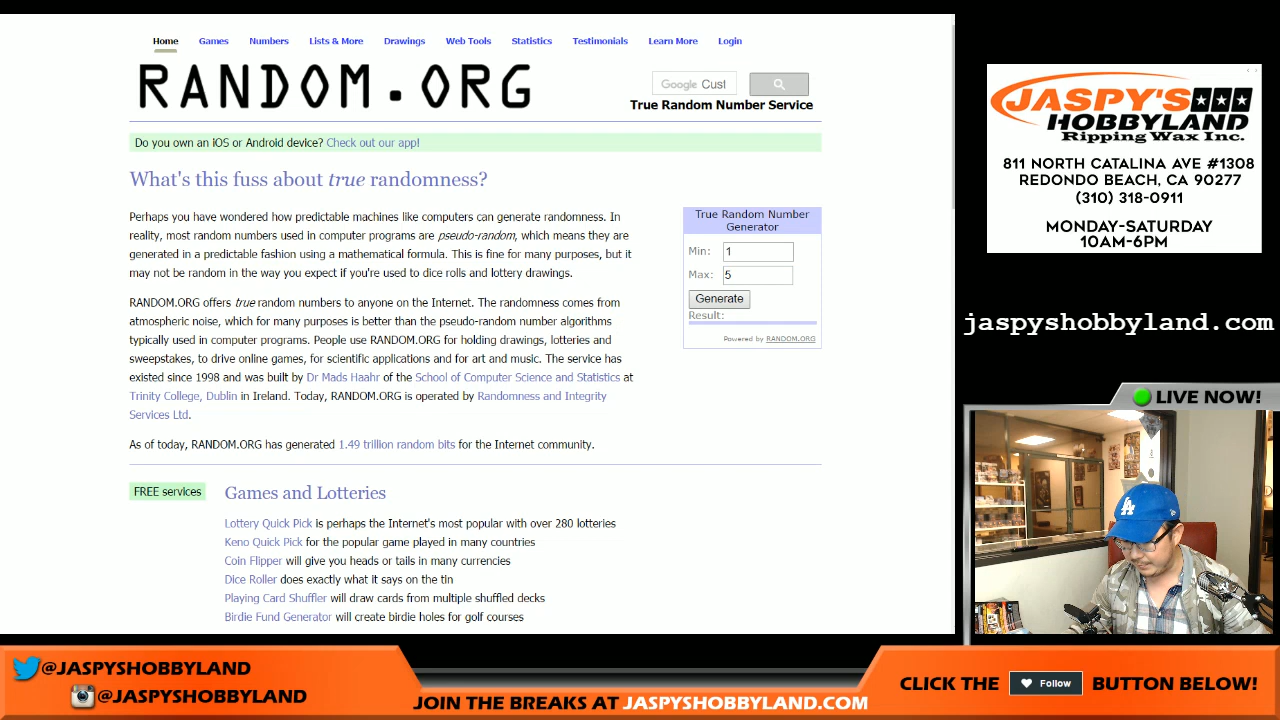 Home Games Numbers Lists & More Drawings Web Tools Statistics Testimonials Learn More Login
RANDOM.ORG
Google Cust
True Random Number Service
Do you own an iOS or Android device? Check out our app!
What's this fuss about true randomness?
Perhaps you have wondered how predictable machines like computers can generate randomness. In
reality, most random numbers used in computer programs are pseudo-random, which means they are
generated in a predictable fashion using a mathematical formula. This is fine for many purposes, but it
may not be random in the way you expect if you're used to dice rolls and lottery drawings.
RANDOM.ORG offers true random numbers to anyone on the Internet. The randomness comes from
atmospheric noise, which for many purposes is better than the pseudo-random number algorithms
typically used in computer programs. People use RANDOM.ORG for holding drawings, lotteries and
sweepstakes, to drive online games, for scientific applications and for art and music. The service has
existed since 1998 and was built by Dr Mads Haahr of the School of Computer Science and Statistics at
Trinity College, Dublin in Ireland. Today, RANDOM.ORG is operated by Randomness and Integrity
Services Ltd.
As of today, RANDOM.ORG has generated 1.49 trillion random bits for the Internet community.
True Random Number
Generator
Min: 1
Max: 5
Generate
Result:
Powered by RANDOM.ORG
FREE services
Games and Lotteries
Lottery Quick Pick is perhaps the Internet's most popular with over 280 lotteries
Keno Quick Pick for the popular game played in many countries
Coin Flipper will give you heads or tails in many currencies
Dice Roller does exactly what it says on the tin
Playing Card Shuffler will draw cards from multiple shuffled decks
Birdie Fund Generator will create birdie holes for golf courses
JASPY'S
HOBBYLAND
Ripping Wax Inc.
811 NORTH CATALINA AVE #1308
REDONDO BEACH, CA 90277
(310) 318-0911
MONDAY-SATURDAY
10AM-6PM
jaspyshobbyland.com
LIVE NOW!
LA
@JASPYSHOBBYLAND
@JASPYSHOBBYLAND
JOIN THE BREAKS AT JASPYSHOBBYLAND.COM
CLICK THE Follow BUTTON BELOW!